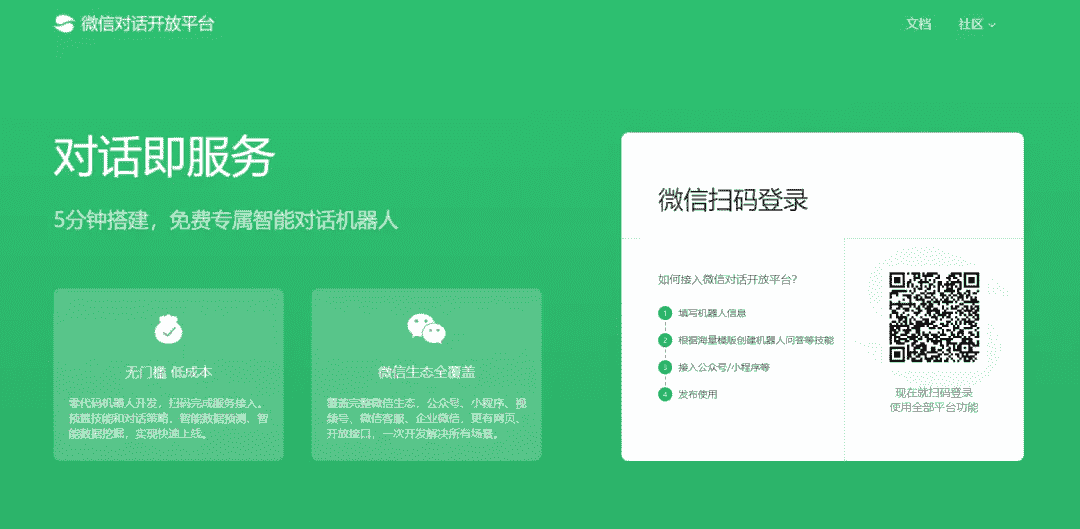 微信对话开放平台
文档
社区
对话即服务
5分钟搭建，免费专属智能对话机器人
无门槛 低成本
零代码机器人开发，扫码完成服务接入。
预置技能和对话策略，智能数据预测、智
能数据挖掘，实现快速上线。
微信生态全覆盖
覆盖完整微信生态，公众号、小程序、视
频号、微信客服、企业微信，更有网页、
开放接口，一次开发解决所有场景。
微信扫码登录
如何接入微信对话开放平台？
1 填写机器人信息
2 根据海量模版创建机器人问答等技能
3 接入公众号/小程序等
4 发布使用
现在就扫码登录
使用全部平台功能